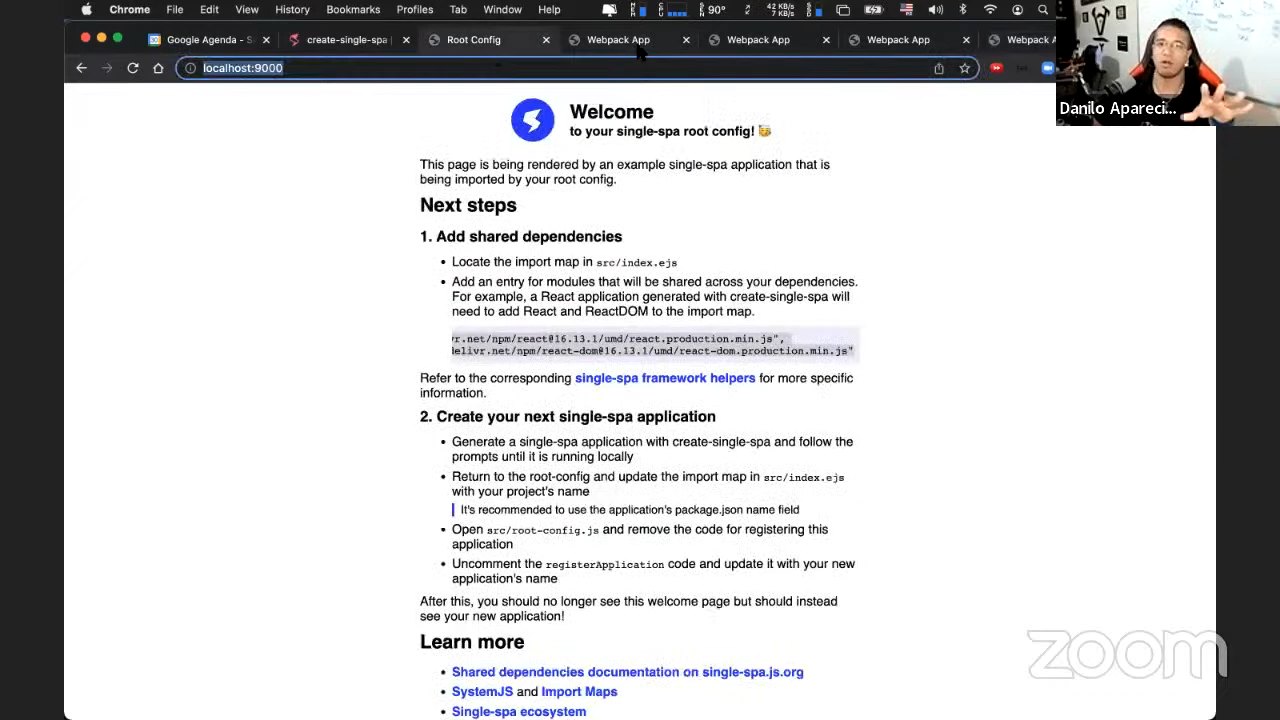 Chrome File Edit View History Bookmarks Profiles Tab Window Help 90° 42 KB/s 7 KB/s
Google Agenda - S create-single-spa Root Config Webpack App Webpack App Webpack App Webpack A
localhost:9000
Danilo Apareci...
Welcome
to your single-spa root config! 🥳
This page is being rendered by an example single-spa application that is
being imported by your root config.
Next steps
1. Add shared dependencies
• Locate the import map in src/index.ejs
• Add an entry for modules that will be shared across your dependencies.
For example, a React application generated with create-single-spa will
need to add React and ReactDOM to the import map.
r.net/npm/react@16.13.1/umd/react.production.min.js",
delivr.net/npm/react-dom@16.13.1/umd/react-dom.production.min.js"
Refer to the corresponding single-spa framework helpers for more specific
information.
2. Create your next single-spa application
• Generate a single-spa application with create-single-spa and follow the
prompts until it is running locally
• Return to the root-config and update the import map in src/index.ejs
with your project's name
It's recommended to use the application's package.json name field
• Open src/root-config.js and remove the code for registering this
application
• Uncomment the registerApplication code and update it with your new
application's name
After this, you should no longer see this welcome page but should instead
see your new application!
Learn more
• Shared dependencies documentation on single-spa.js.org
• SystemJS and Import Maps
• Single-spa ecosystem
zoom